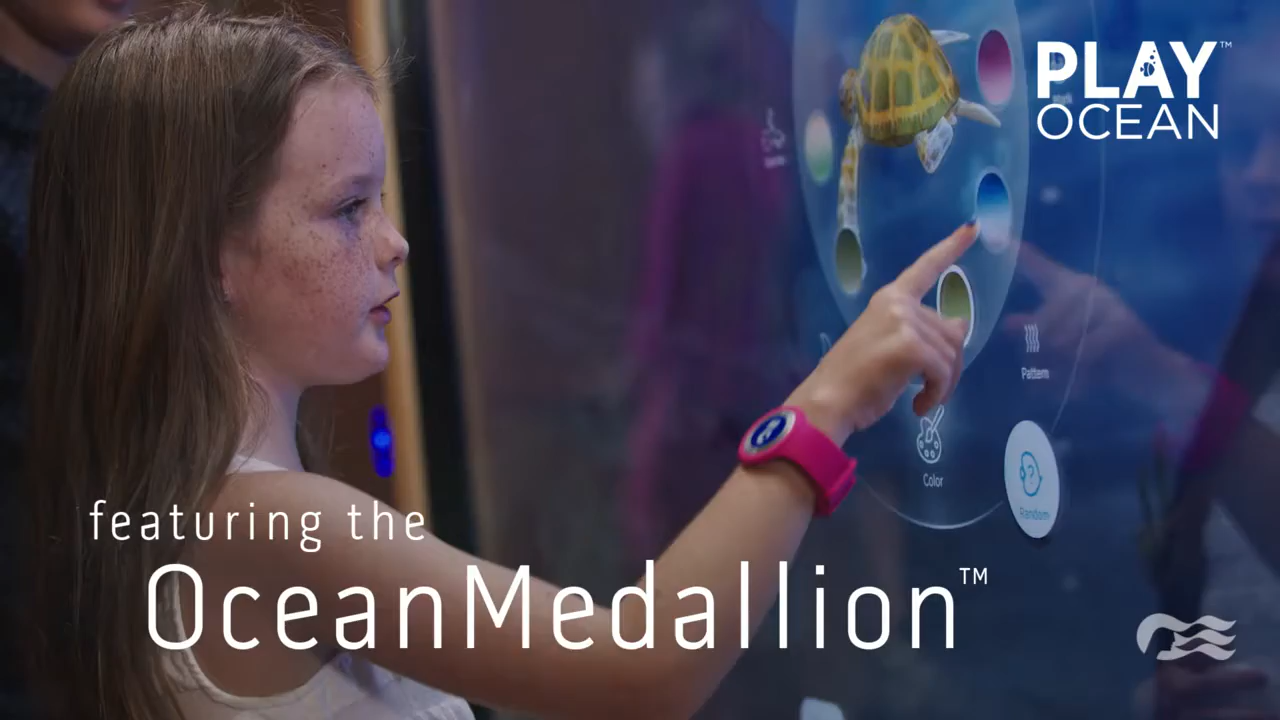 PLAY™
OCEAN
Pattern
Color
Random
featuring the
OceanMedallion™